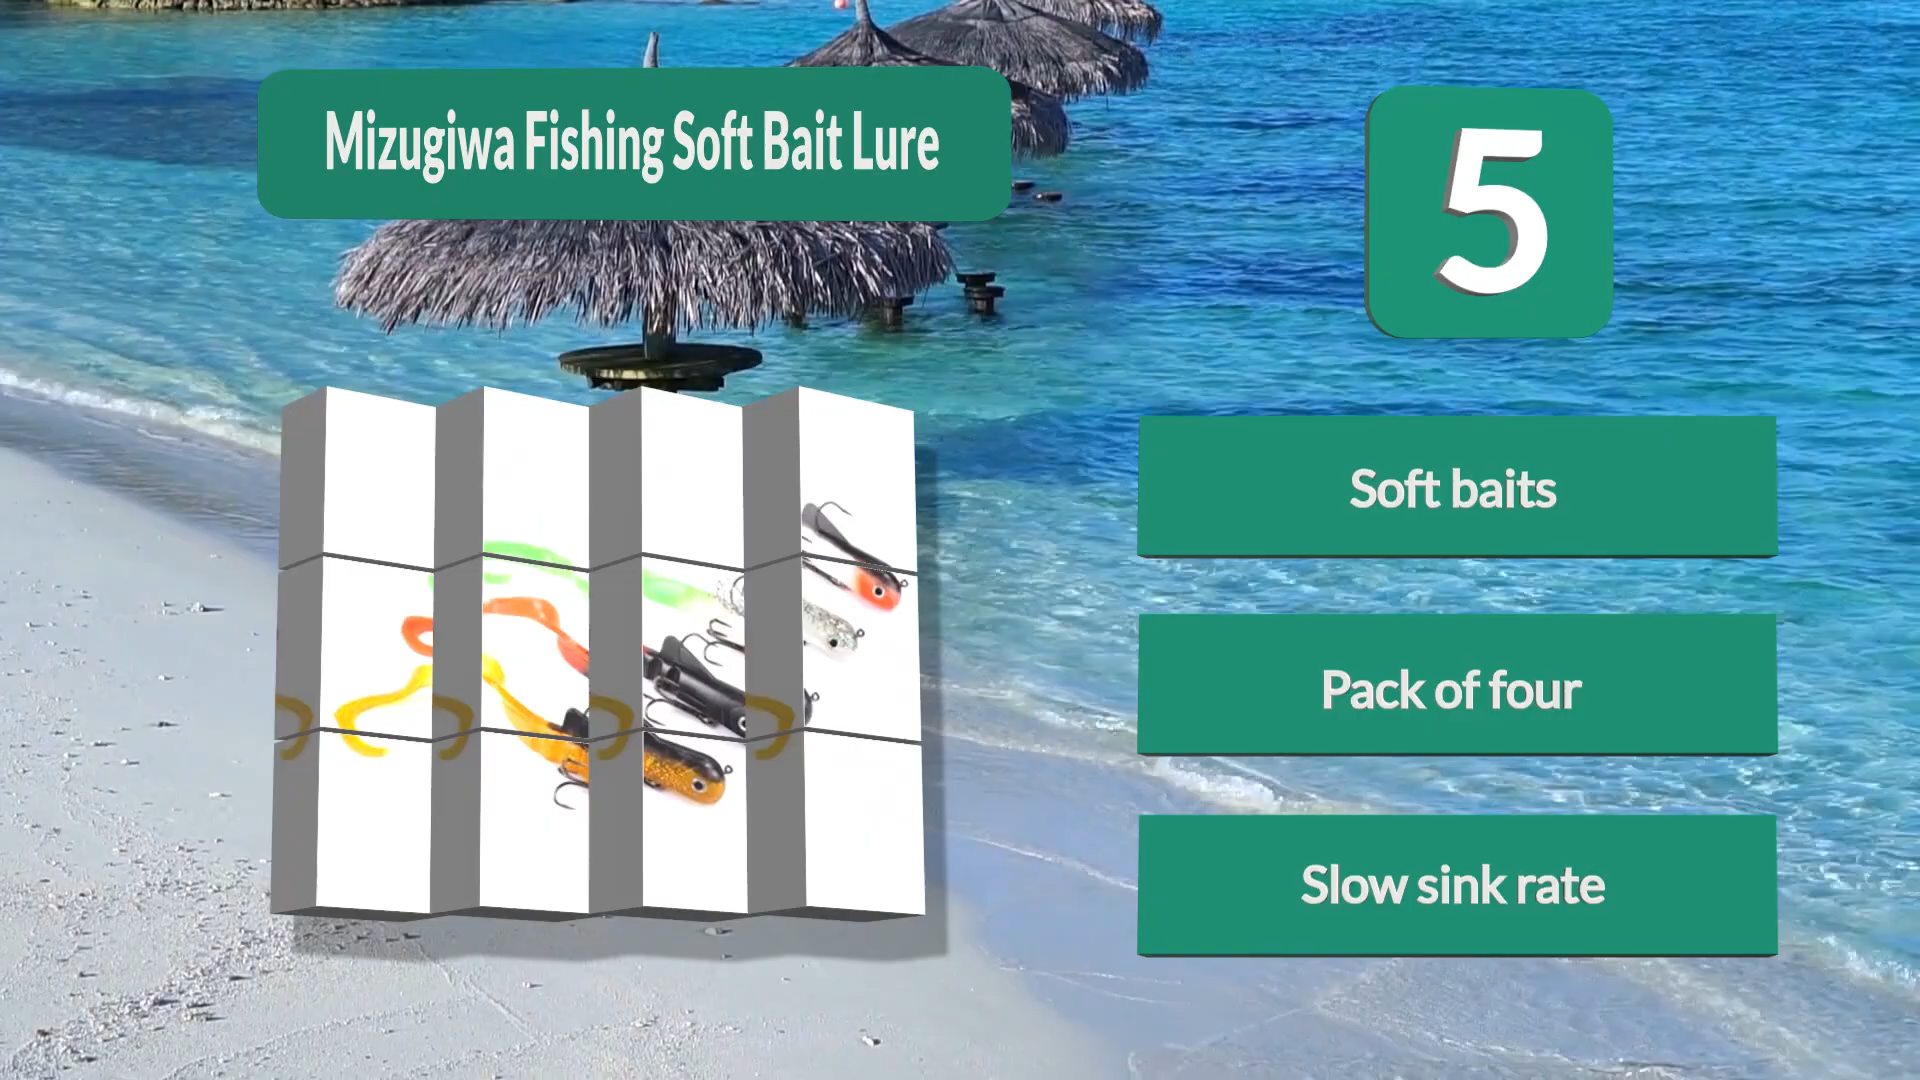 Mizugiwa Fishing Soft Bait Lure
5
Soft baits
Pack of four
Slow sink rate